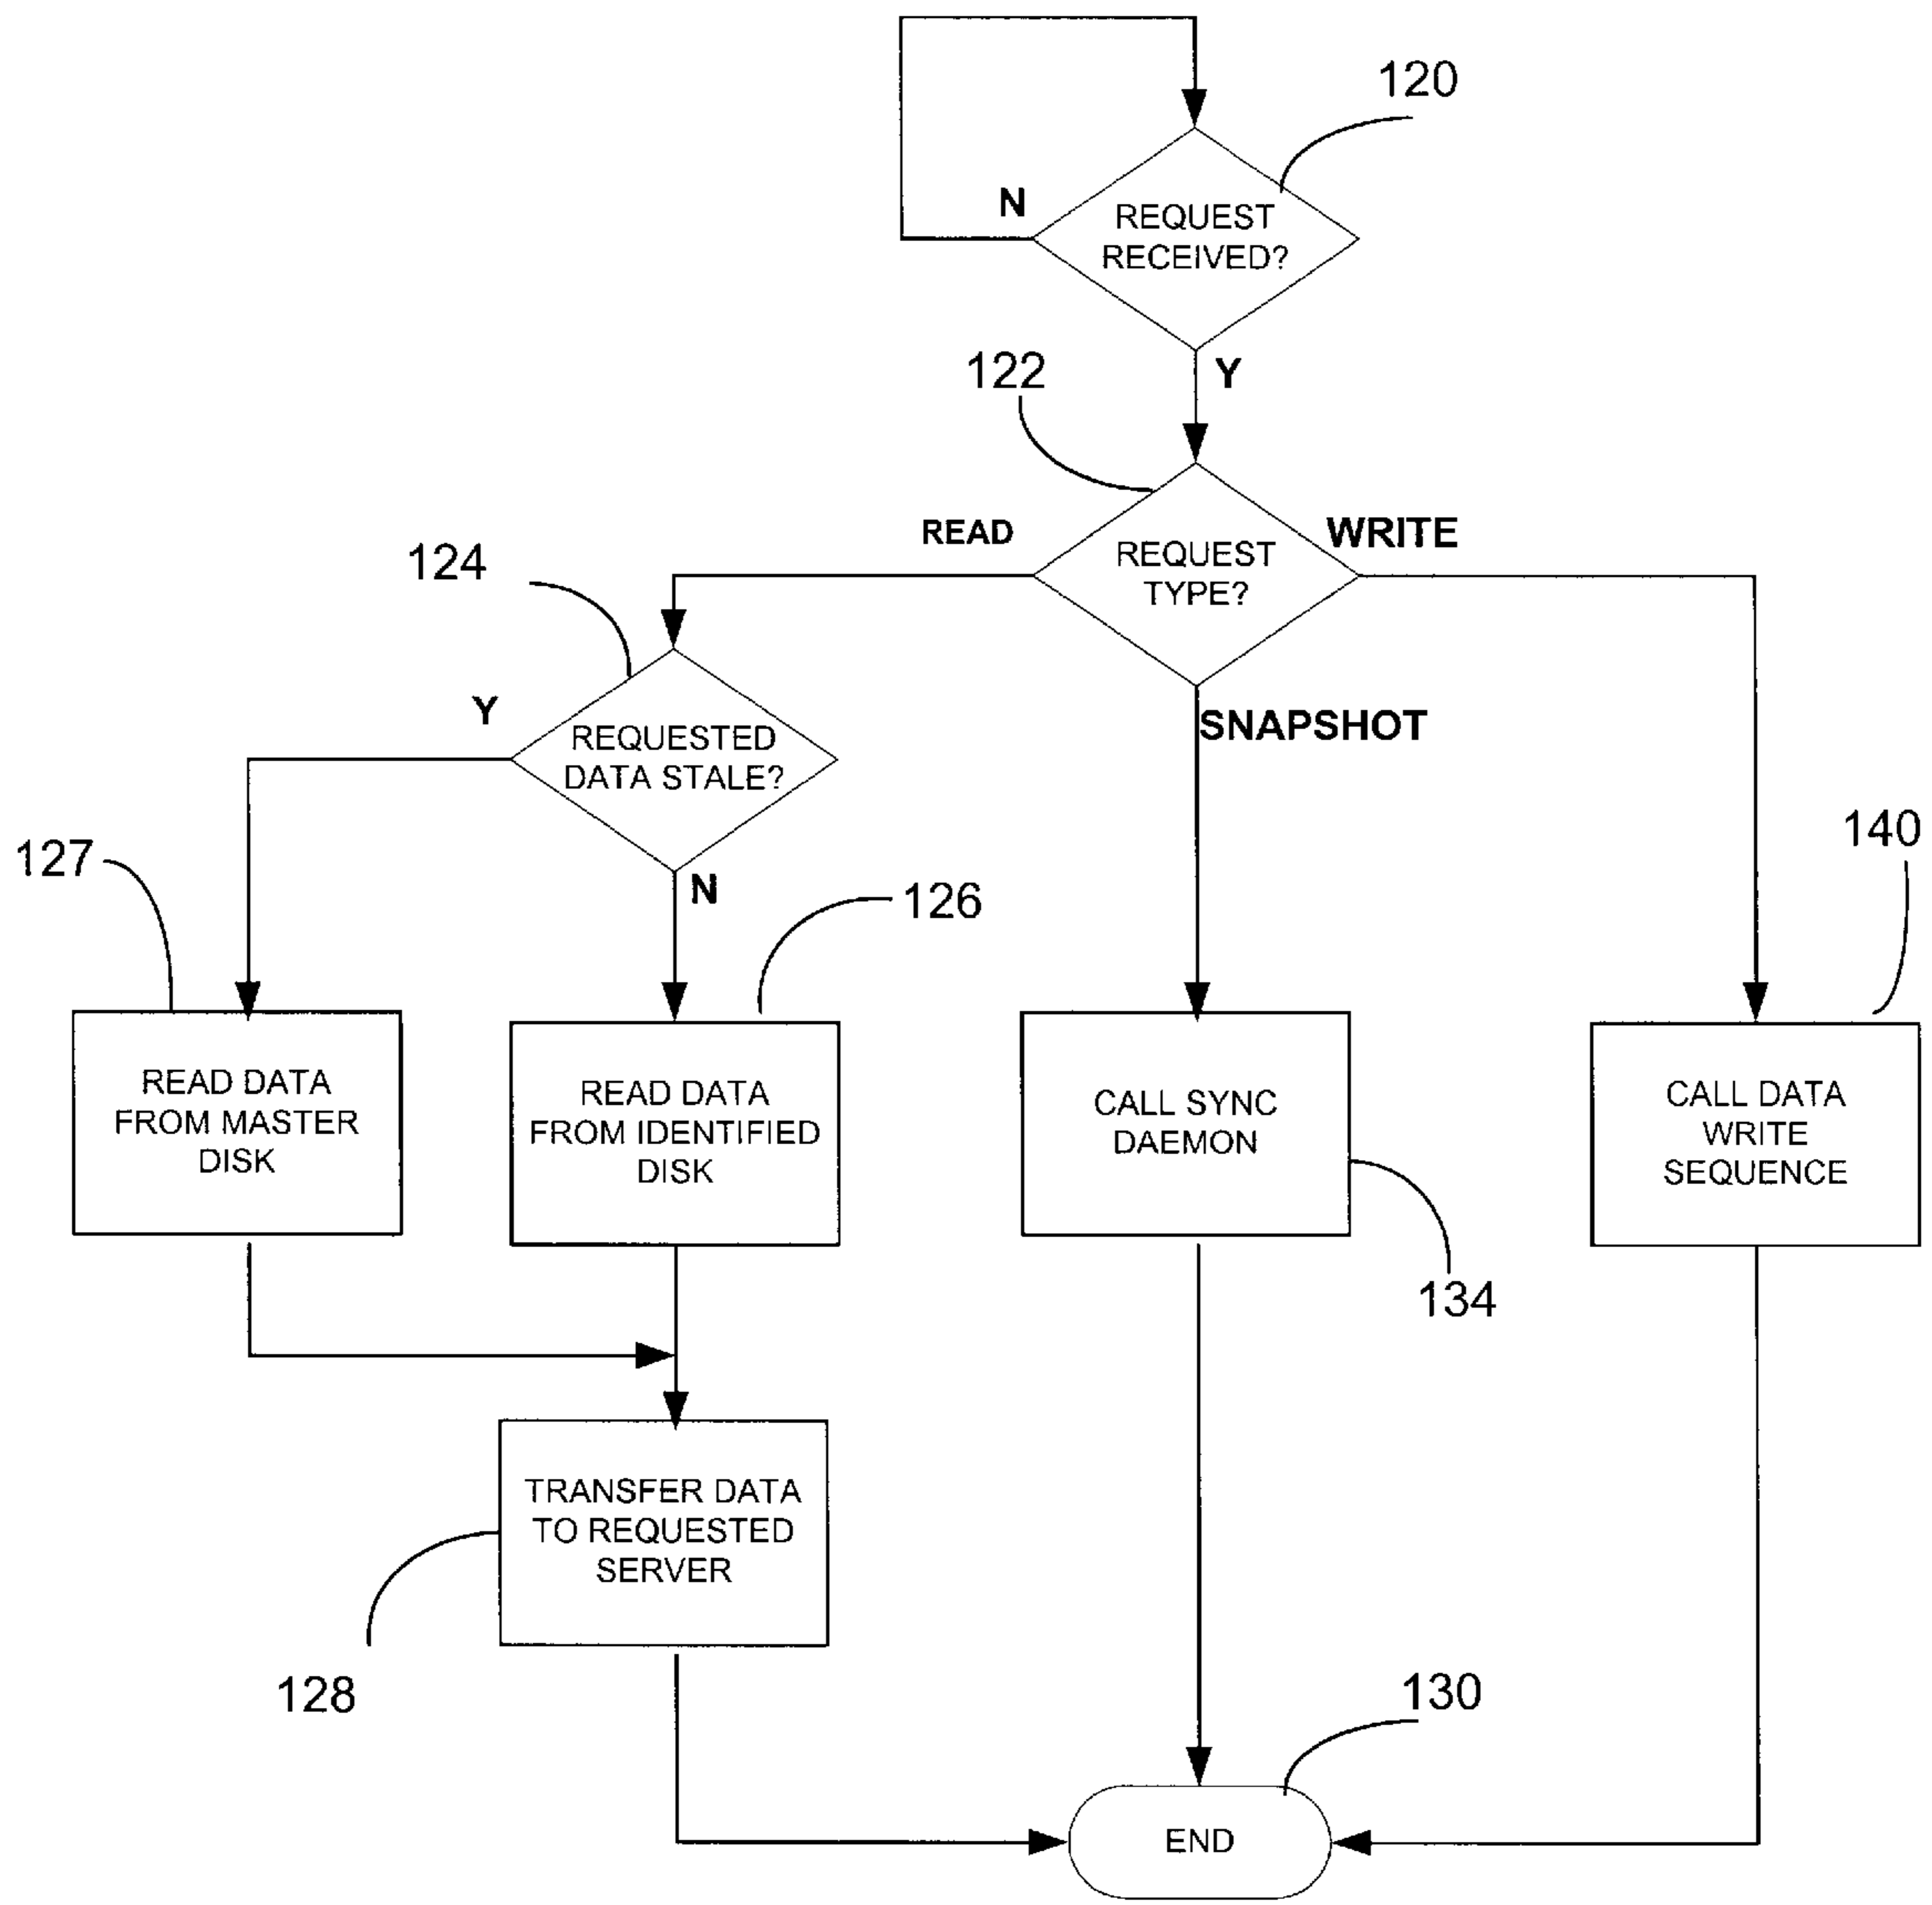 120
N
REQUEST
RECEIVED?
122
Y
READ
WRITE
REQUEST
TYPE?
124
Y
SNAPSHOT
REQUESTED
DATA STALE?
127
N
126
140
READ DATA
FROM MASTER
DISK
READ DATA
FROM IDENTIFIED
DISK
CALL SYNC
DAEMON
CALL DATA
WRITE
SEQUENCE
134
TRANSFER DATA
TO REQUESTED
SERVER
128
130
END